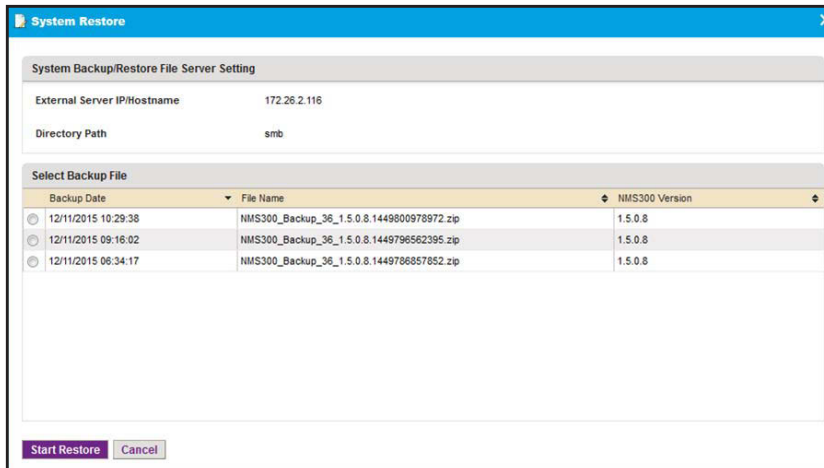 System Restore
System Backup/Restore File Server Setting
External Server IP/Hostname 172.26.2.116
Directory Path smb
Select Backup File
Backup Date File Name NMS300 Version
12/11/2015 10:29:38 NMS300_Backup_36_1.5.0.8.1449800978972.zip 1.5.0.8
12/11/2015 09:16:02 NMS300_Backup_36_1.5.0.8.1449796562395.zip 1.5.0.8
12/11/2015 06:34:17 NMS300_Backup_36_1.5.0.8.1449786857852.zip 1.5.0.8
Start Restore Cancel